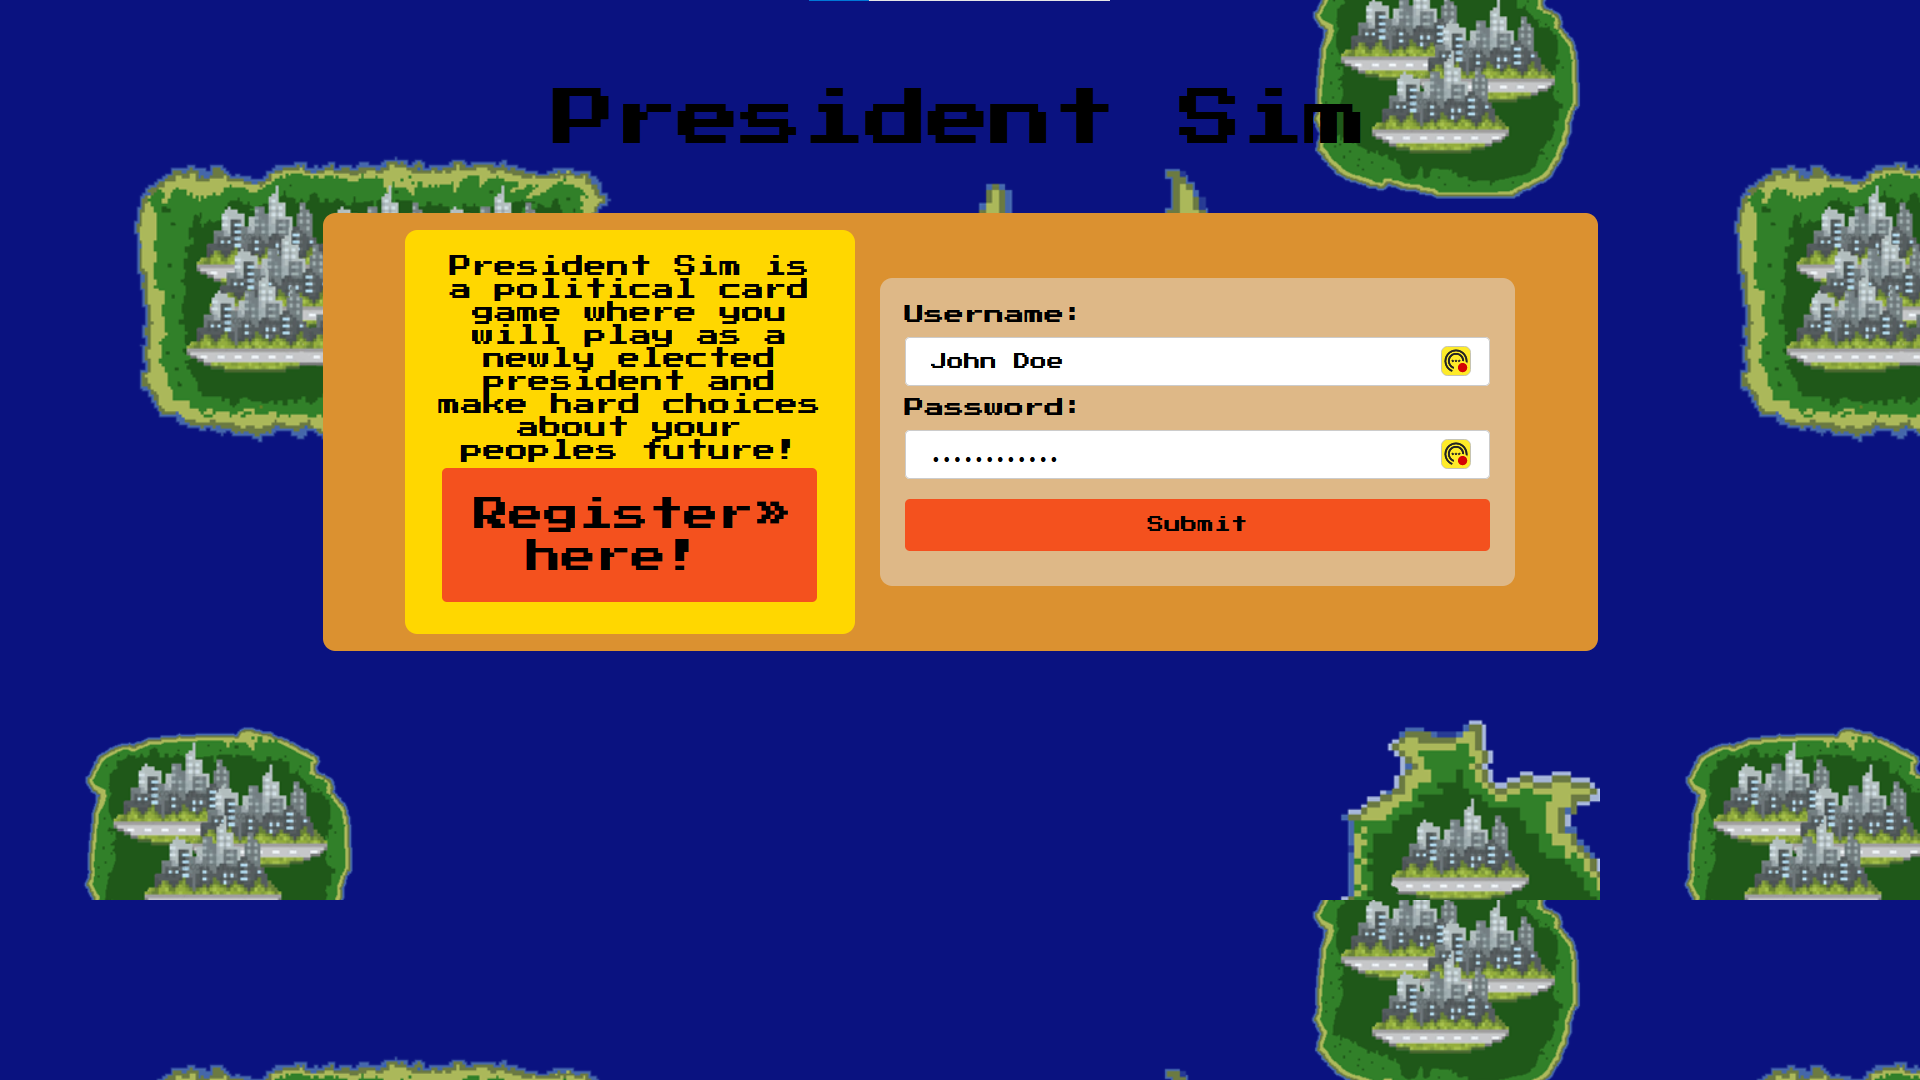 President Sim
President Sim is
a political card
game where you
will play as a
newly elected
president and
make hard choices
about your
peoples future!
Register»
here!
Username:
John Doe
Password:
............
Submit